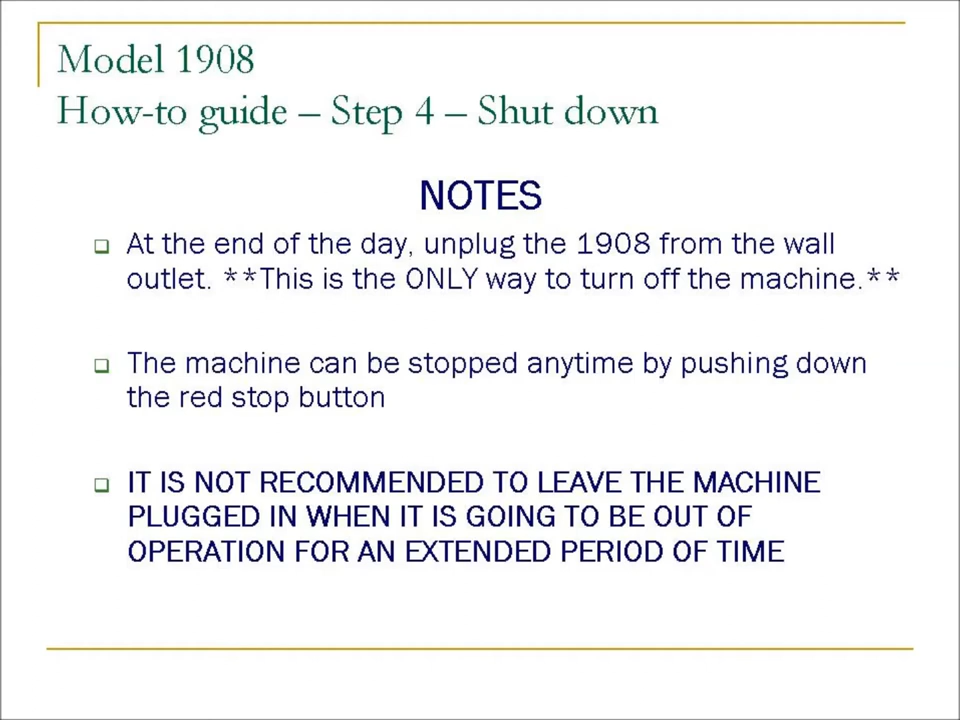 Model 1908
How-to guide – Step 4 – Shut down
NOTES
At the end of the day, unplug the 1908 from the wall
outlet. **This is the ONLY way to turn off the machine.**
The machine can be stopped anytime by pushing down
the red stop button
IT IS NOT RECOMMENDED TO LEAVE THE MACHINE
PLUGGED IN WHEN IT IS GOING TO BE OUT OF
OPERATION FOR AN EXTENDED PERIOD OF TIME